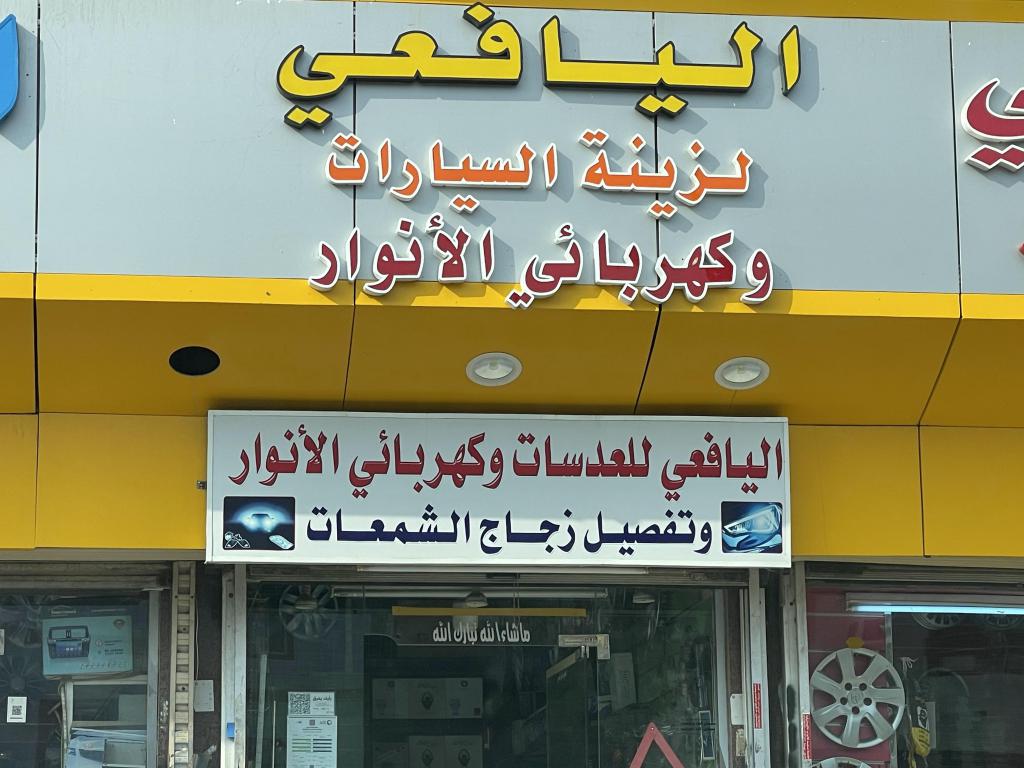 اليافعي
لزينة السيارات
وكهربائي الأنوار
اليافعي للعدسات وكهربائي الأنوار
وتفصيل زجاج الشمعات
ماشاء الله تبارك الله